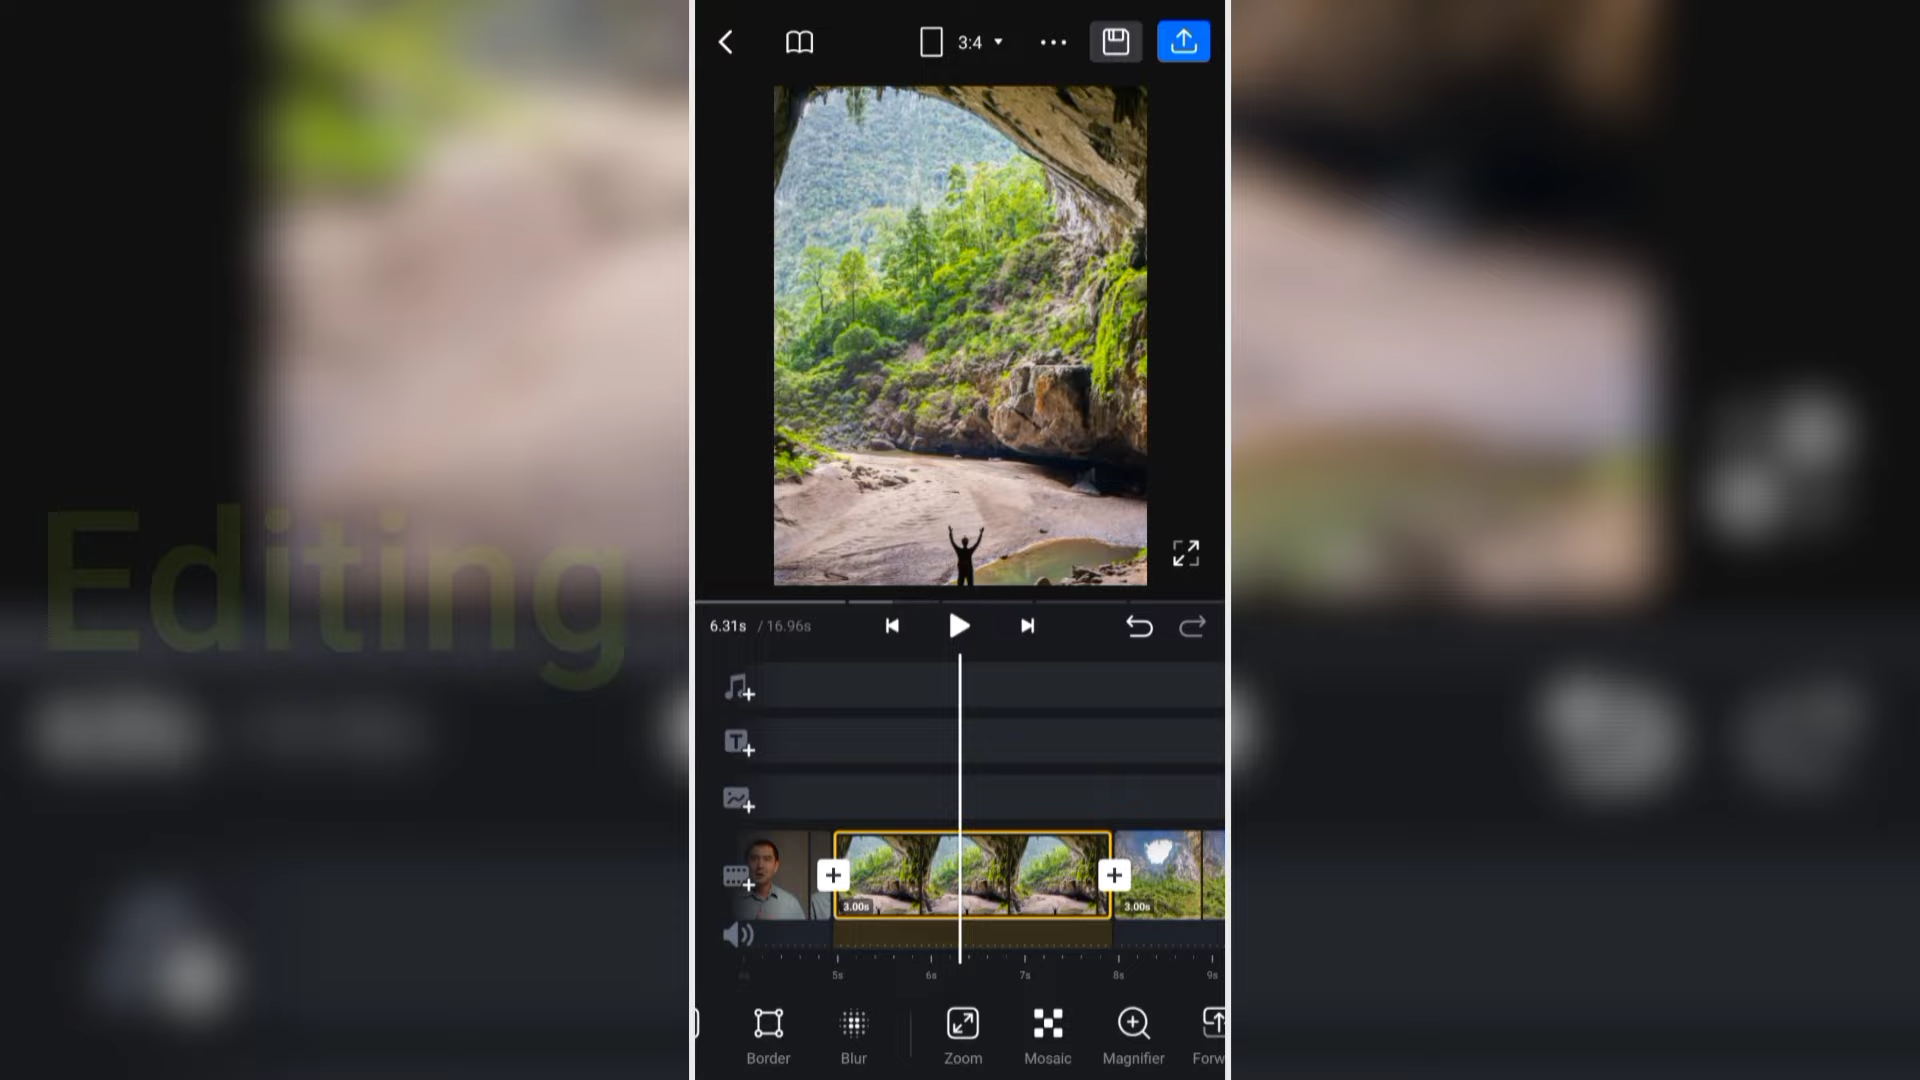 3:4
Editing
6.31s / 16.96s
3.00s 3.00s
5s 6s 7s 8s 9s
Border Blur Zoom Mosaic Magnifier Forw